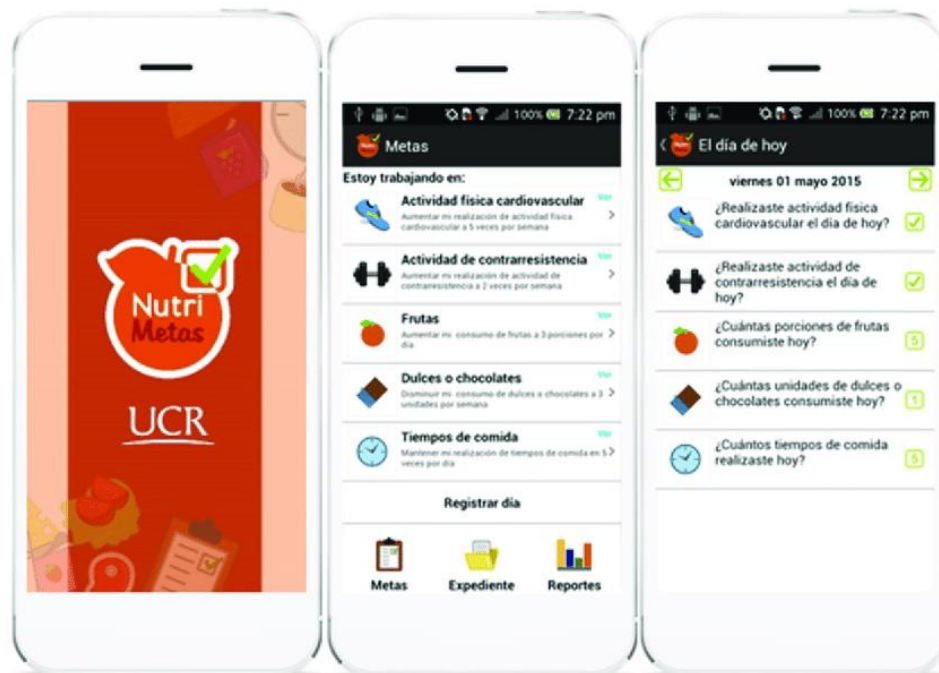 Nutri
Metas
UCR
100% 7:22 pm
Metas
Estoy trabajando en:
Actividad física cardiovascular
Ver
Aumentar mi realización de actividad física
cardiovascular a 5 veces por semana
Actividad de contrarresistencia
Ver
Aumentar mi realización de actividad de
contrarresistencia a 2 veces por semana
Frutas
Ver
Aumentar mi consumo de frutas a 3 porciones por
día
Dulces o chocolates
Ver
Disminuir mi consumo de dulces o chocolates a 3
unidades por semana
Tiempos de comida
Ver
Mantener mi realización de tiempos de comida en 5
veces por día
Registrar día
Metas
Expediente
Reportes
100% 7:22 pm
El día de hoy
viernes 01 mayo 2015
¿Realizaste actividad física
cardiovascular el día de hoy?
¿Realizaste actividad de
contrarresistencia el día de
hoy?
¿Cuántas porciones de frutas
consumiste hoy?
5
¿Cuántas unidades de dulces o
chocolates consumiste hoy?
1
¿Cuántos tiempos de comida
realizaste hoy?
5